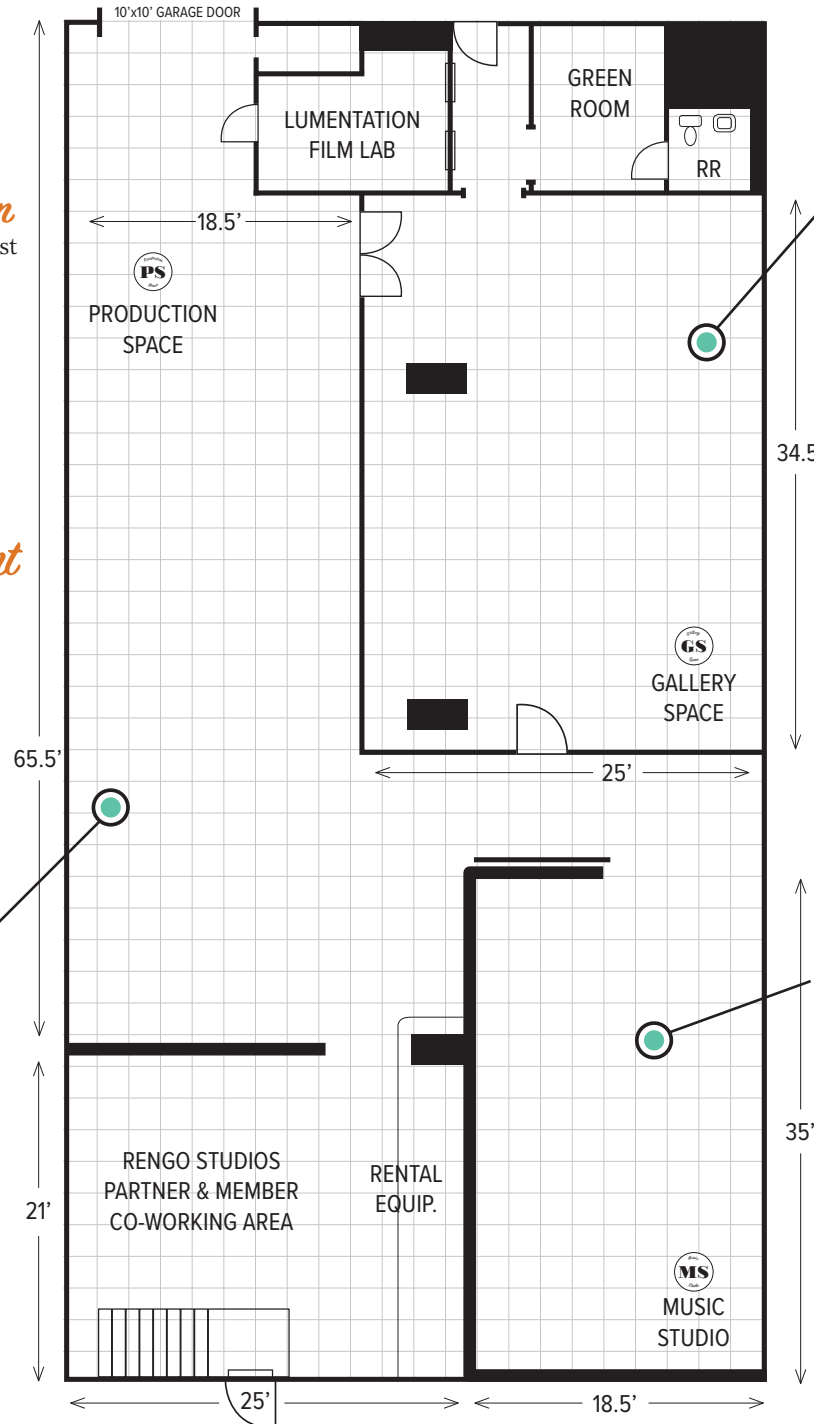 10'x10' GARAGE DOOR
LUMENTATION
FILM LAB
GREEN
ROOM
RR
n
st
18.5’
PS
PRODUCTION
SPACE
34.5
nt
GS
GALLERY
SPACE
65.5’
25’
35’
RENGO STUDIOS
PARTNER & MEMBER
CO-WORKING AREA
RENTAL
EQUIP.
21’
MS
MUSIC
STUDIO
25’
18.5’